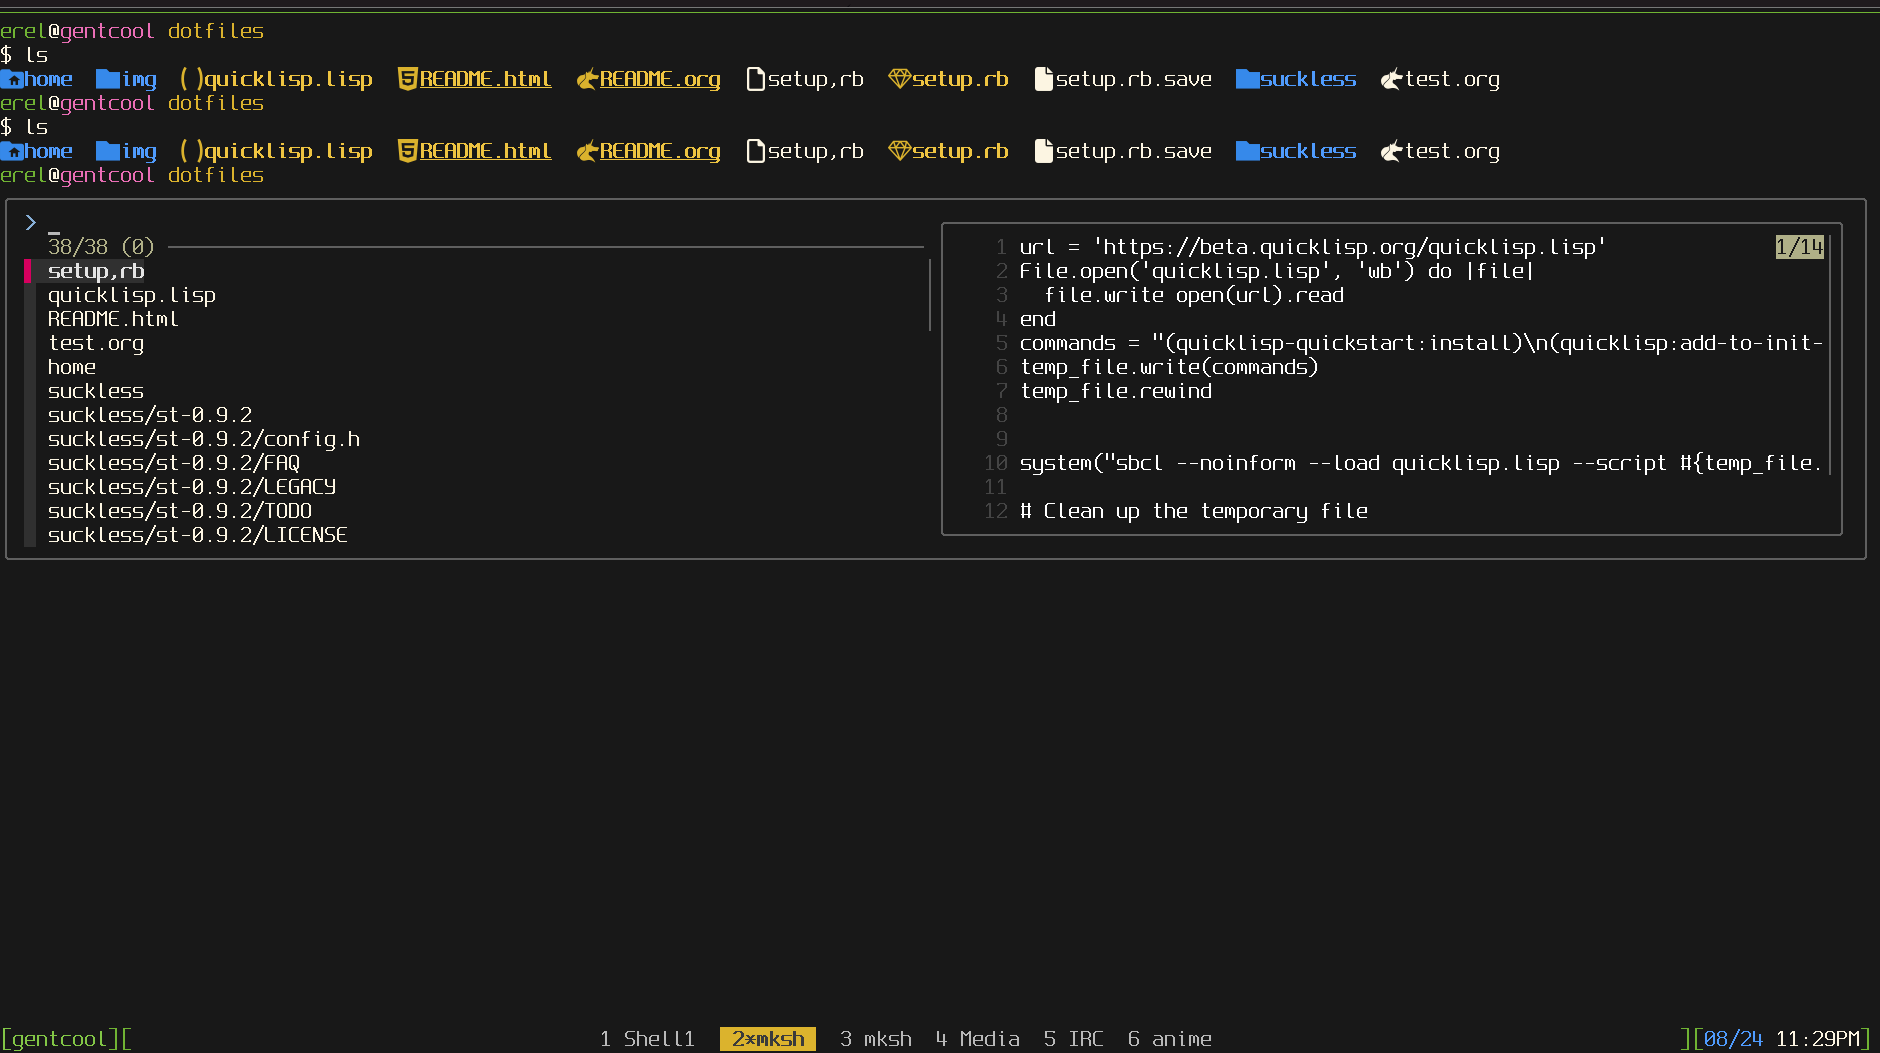 erel@gentcool dotfiles
$ ls
home img ()quicklisp.lisp README.html README.org setup,rb setup.rb setup.rb.save suckless test.org
erel@gentcool dotfiles
$ ls
home img ()quicklisp.lisp README.html README.org setup,rb setup.rb setup.rb.save suckless test.org
erel@gentcool dotfiles
> _
38/38 (0)
setup,rb
quicklisp.lisp
README.html
test.org
home
suckless
suckless/st-0.9.2
suckless/st-0.9.2/config.h
suckless/st-0.9.2/FAQ
suckless/st-0.9.2/LEGACY
suckless/st-0.9.2/TODO
suckless/st-0.9.2/LICENSE
1 url = 'https://beta.quicklisp.org/quicklisp.lisp' 1/14
2 File.open('quicklisp.lisp', 'wb') do |file|
3   file.write open(url).read
4 end
5 commands = "(quicklisp-quickstart:install)\n(quicklisp:add-to-init-
6 temp_file.write(commands)
7 temp_file.rewind
8
9
10 system("sbcl --noinform --load quicklisp.lisp --script #{temp_file.
11
12 # Clean up the temporary file
[gentcool][ 1 Shell1 2*mksh 3 mksh 4 Media 5 IRC 6 anime ][08/24 11:29PM]